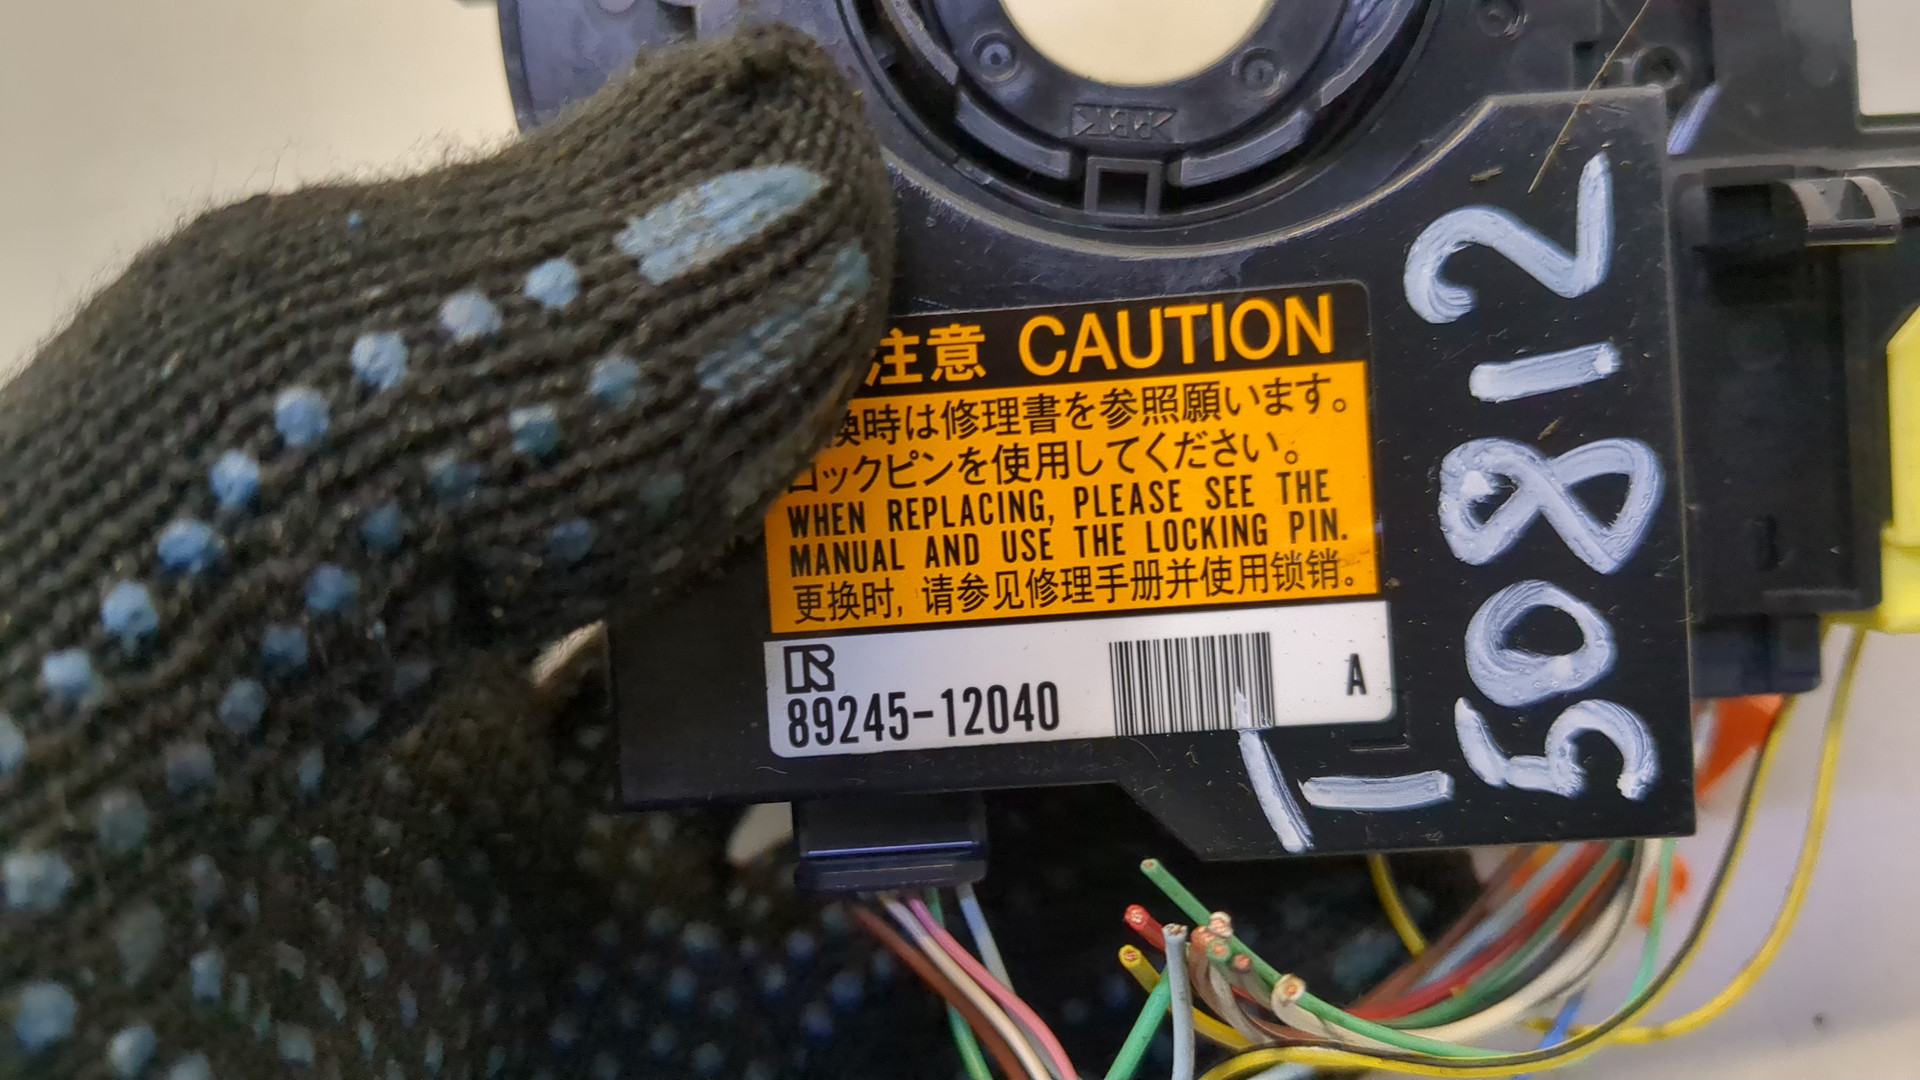 注意 CAUTION
換時は修理書を参照願います。
ロックピンを使用してください。
WHEN REPLACING, PLEASE SEE THE
MANUAL AND USE THE LOCKING PIN.
更换时, 请参见修理手册并使用锁销。
89245-12040
A
T50812
>PBT<